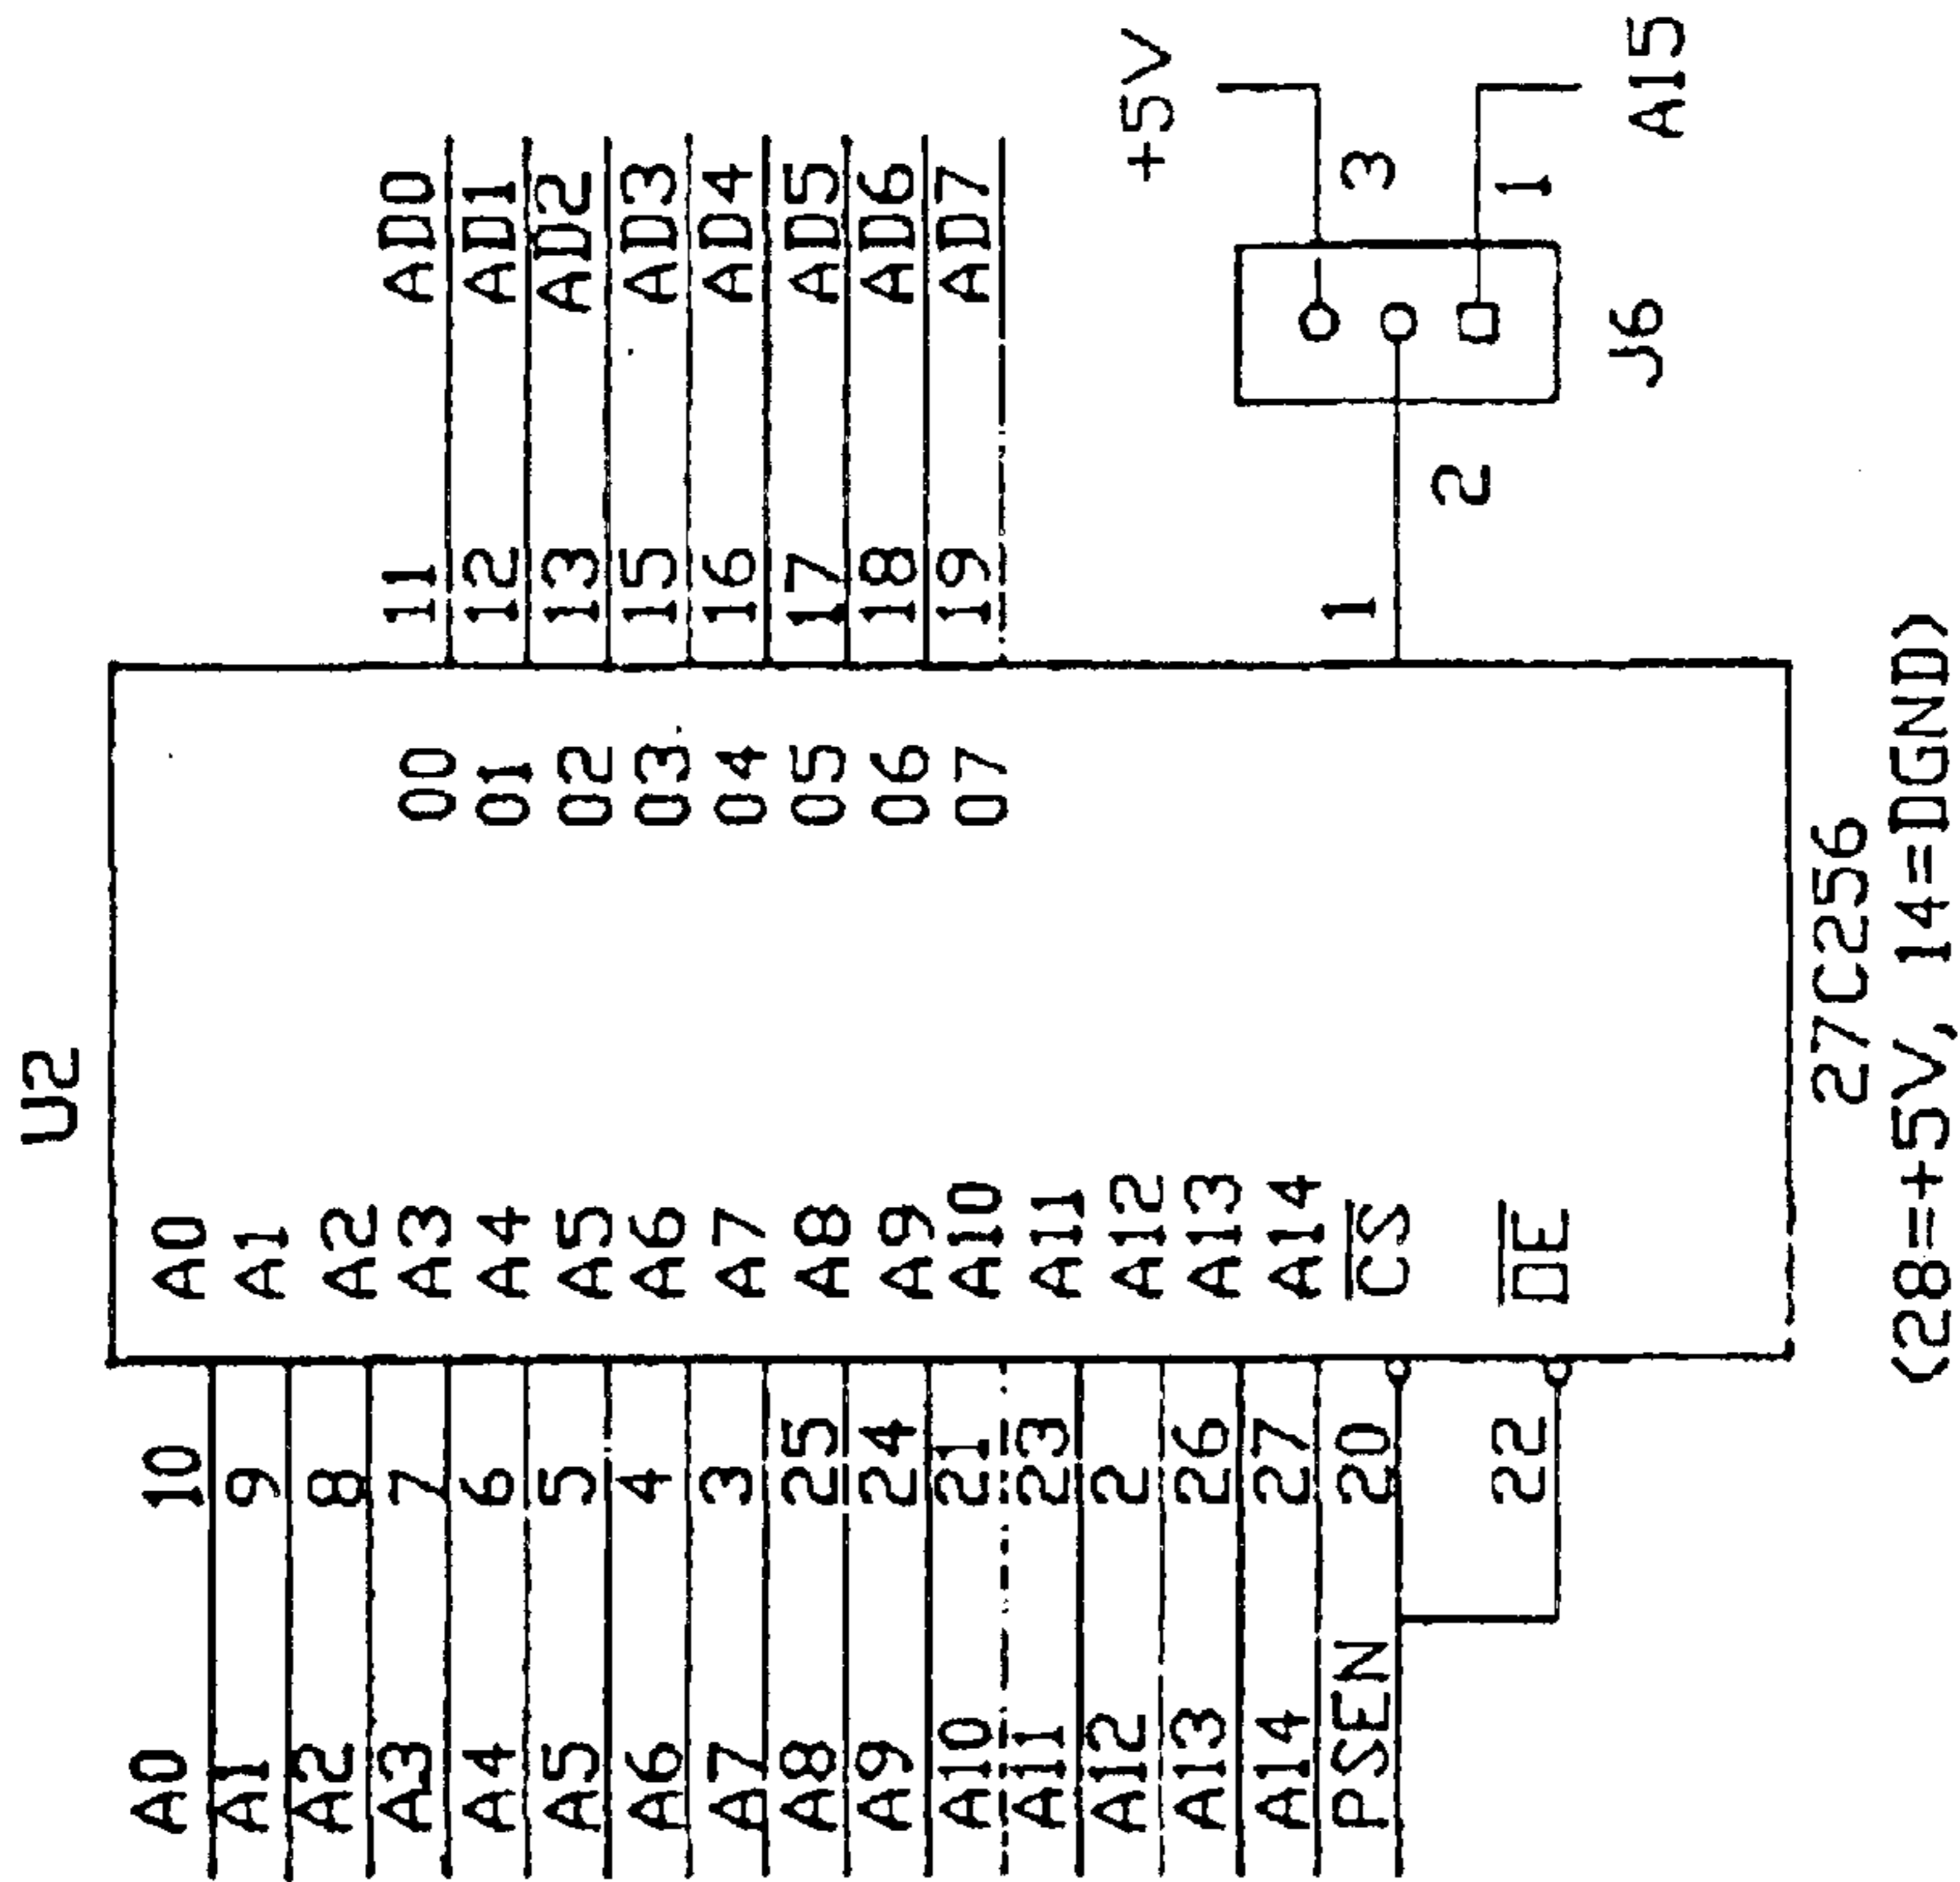 U2
A0 10 A0
A1 9 A1
A2 8 A2
A3 7 A3 00 11 AD0
A4 6 A4 01 12 AD1
A5 5 A5 02 13 AD2
A6 4 A6 03 15 AD3
A7 3 A7 04 16 AD4
A8 25 A8 05 17 AD5
A9 24 A9 06 18 AD6
A10 21 A10 07 19 AD7
A11 23 A11
A12 2 A12 +5V
A13 26 A13
A14 27 A14
PSEN 20 C̅S̅ 1 3
2
22 O̅E̅ 1
J6 A15
27C256
(28=+5V, 14=DGND)